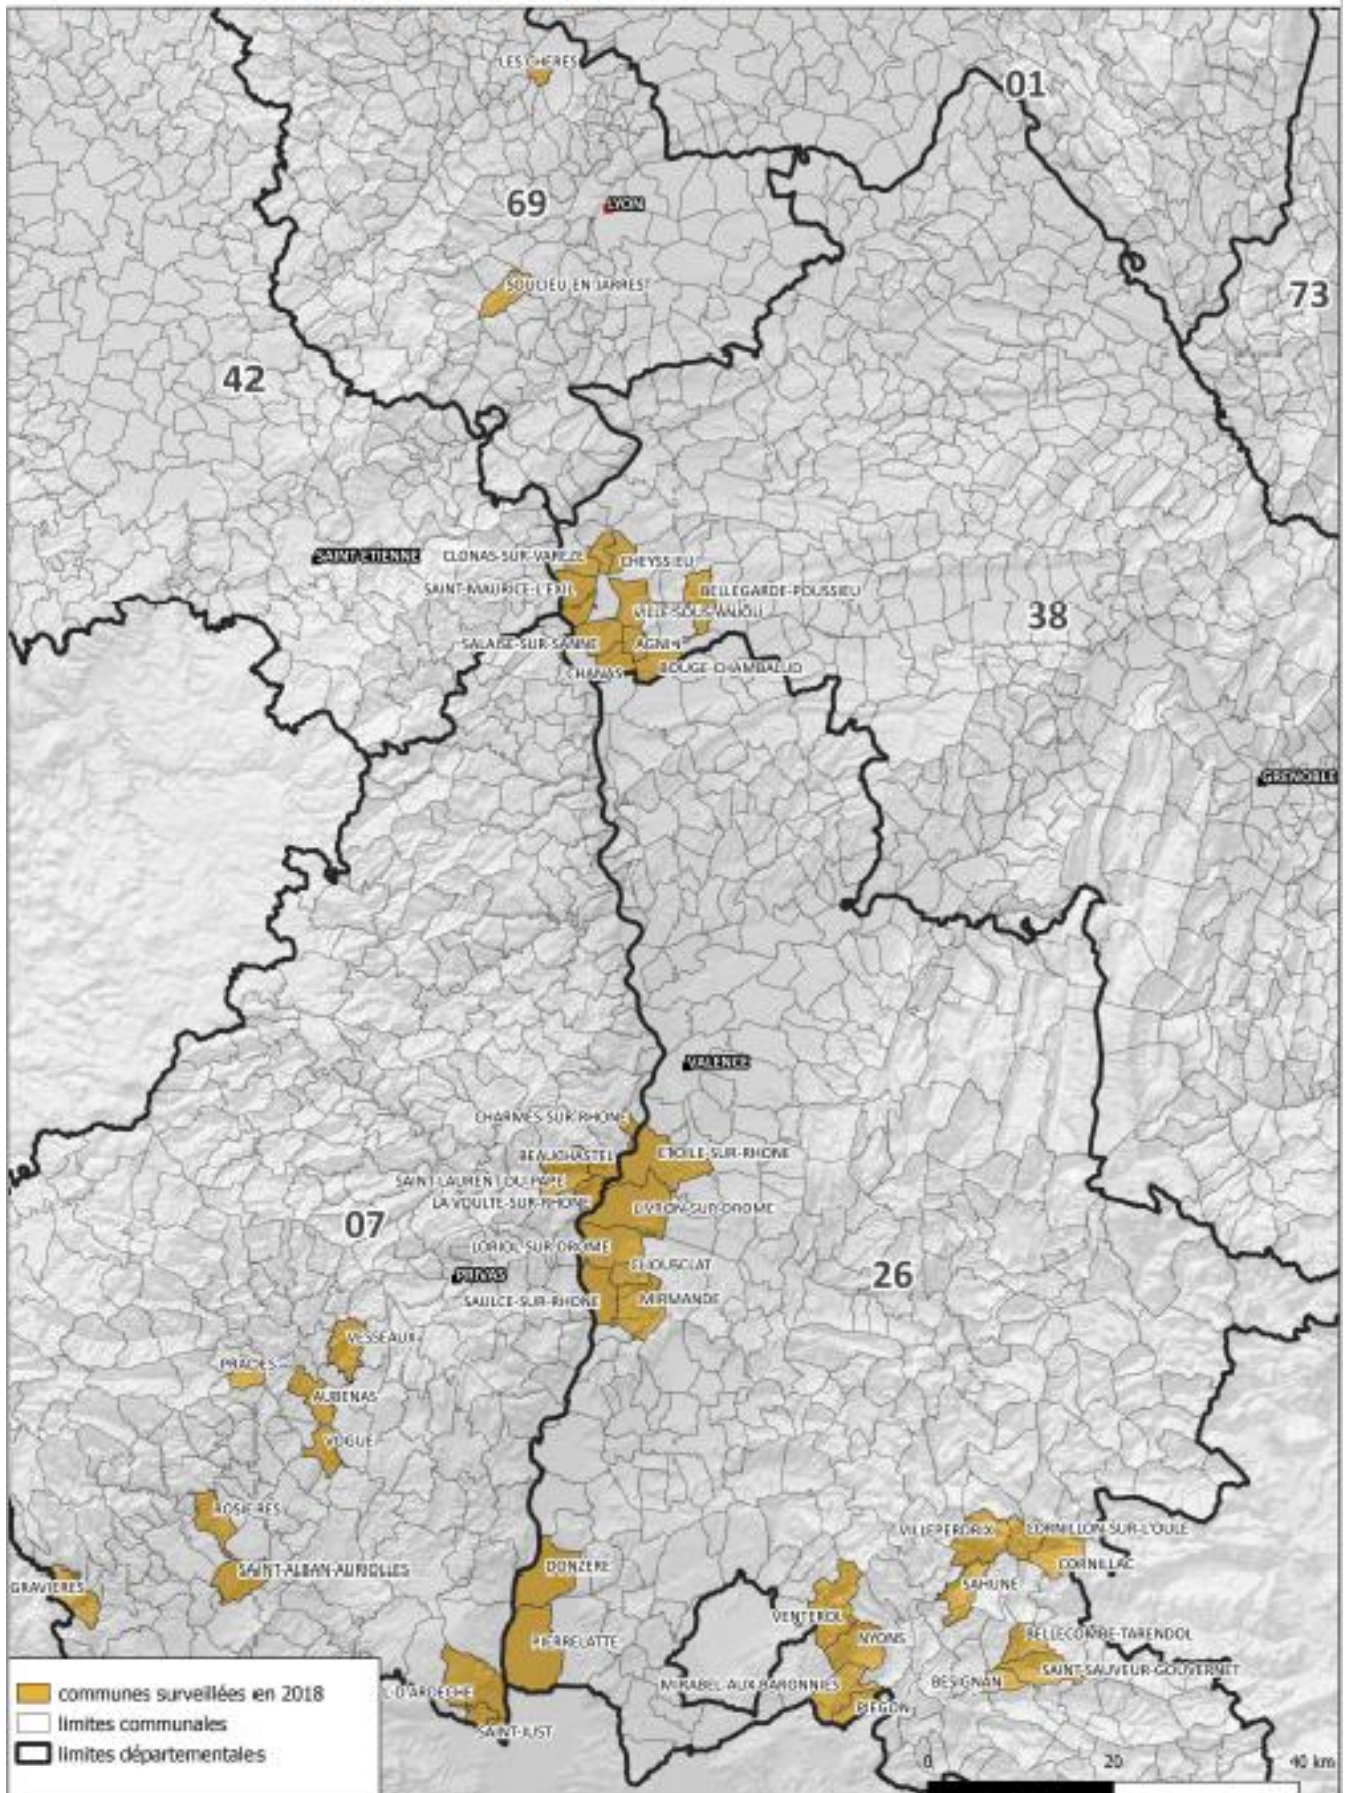 LES CHERES
01
69
LYON
SOUCIEU-EN-JARREST
73
42
SAINT-ETIENNE
CLONAS-SUR-VAREZE
CHEYSSIEU
SAINT-MAURICE-L'EXIL
BELLEGARDE-POUSSIEU
VILLE-SOUS-ANJOU
38
SALAISE-SUR-SANNE
AGNIN
CHANAS
BOUGE-CHAMBALUD
GRENOBLE
VALENCE
CHARMES-SUR-RHONE
BEAUCHASTEL
ETOILE-SUR-RHONE
SAINT-LAURENT-DU-PAPE
LA VOULTE-SUR-RHONE
LIVRON-SUR-DROME
07
LORIOL-SUR-DROME
CLIOUSCLAT
PRIVAS
26
SAULCE-SUR-RHONE
MIRMANDE
VESSEAUX
PRADES
AUBENAS
VOGUE
ROSIERES
VILLEPERDRIX
CORNILLON-SUR-L'OULE
DONZERE
CORNILLAC
SAINT-ALBAN-AURIOLLES
GRAVIERES
SAHUNE
VENTEROL
PIERRELATTE
NYONS
BELLECOMBE-TARENDOL
SAINT-SAUVEUR-GOUVERNET
MIRABEL-AUX-BARONNIES
BESIGNAN
L-D'ARDECHE
PIEGON
SAINT-JUST
communes surveillées en 2018
limites communales
limites départementales
0 20 40 km